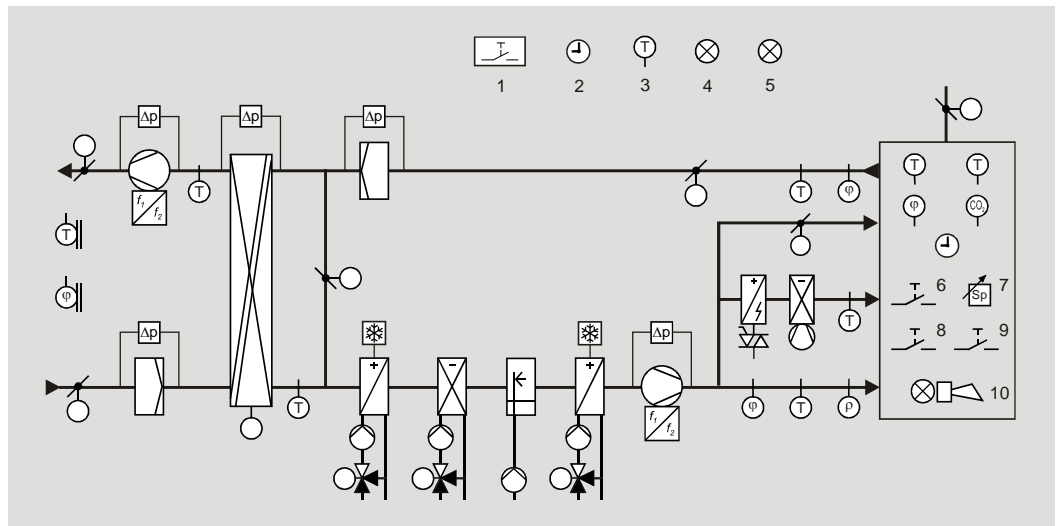 T
1 2 3 4 5
Δp Δp Δp
T T φ
f₁ f₂
T T
φ CO₂
T
φ
+ −
6 Sp 7
T
Δp
Δp
8 9
T
+ − + φ T ρ
10
f₁ f₂